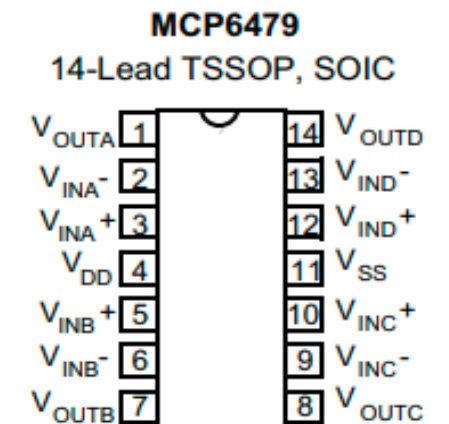 MCP6479
14-Lead TSSOP, SOIC
VOUTA 1 14 VOUTD
VINA- 2 13 VIND-
VINA+ 3 12 VIND+
VDD 4 11 VSS
VINB+ 5 10 VINC+
VINB- 6 9 VINC-
VOUTB 7 8 VOUTC